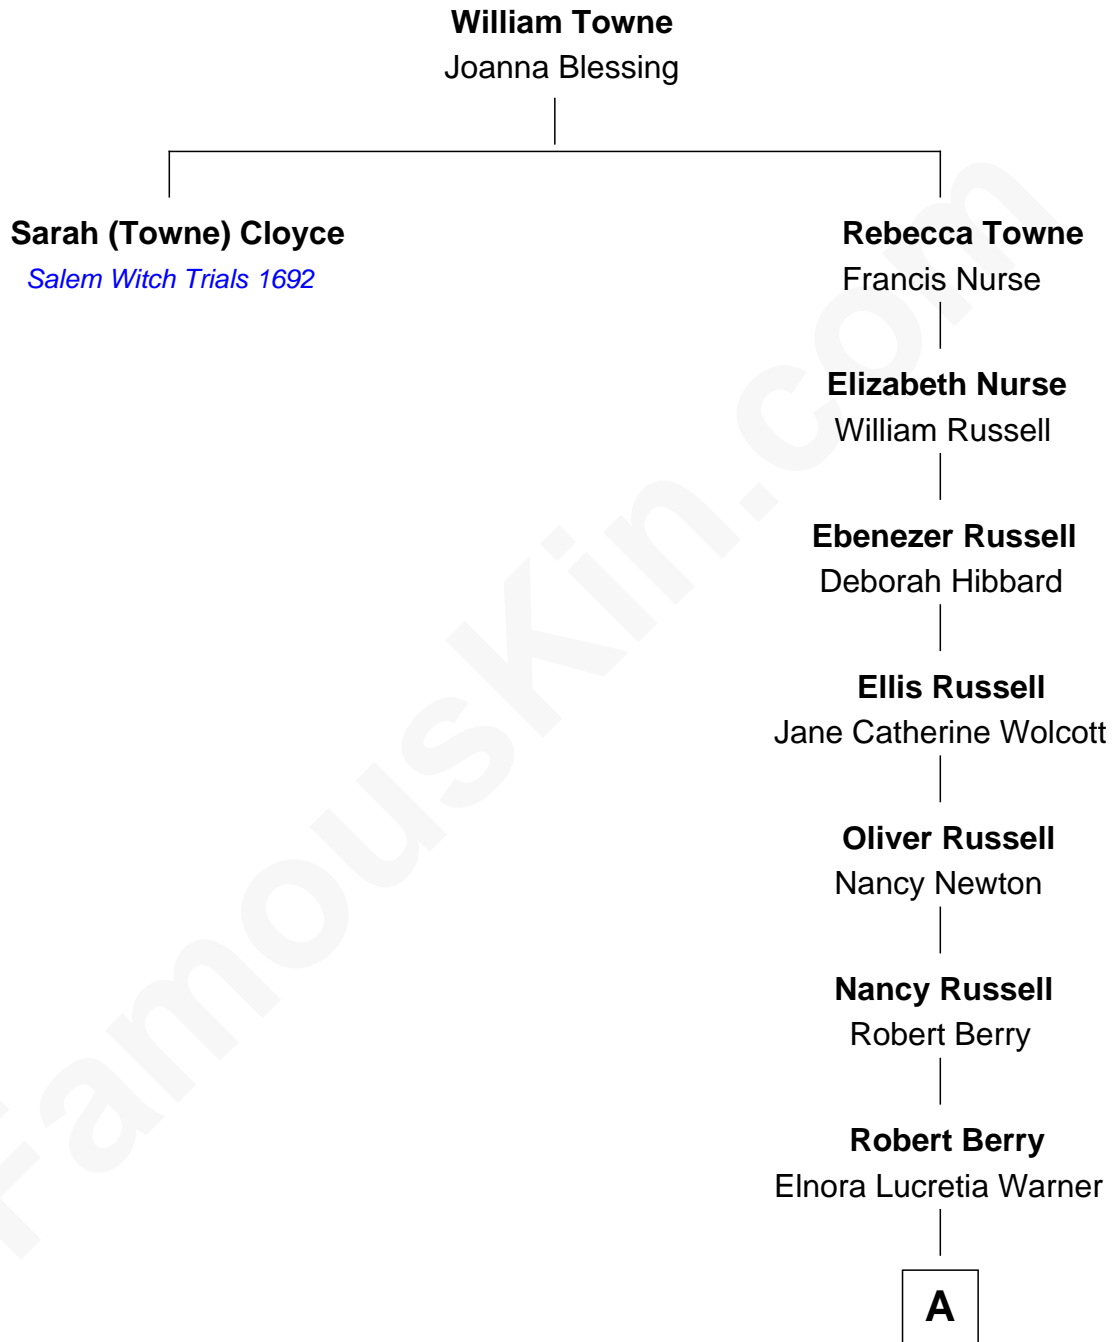 William Towne
Joanna Blessing
Sarah (Towne) Cloyce
Salem Witch Trials 1692
Rebecca Towne
Francis Nurse
Elizabeth Nurse
William Russell
Ebenezer Russell
Deborah Hibbard
Ellis Russell
Jane Catherine Wolcott
Oliver Russell
Nancy Newton
Nancy Russell
Robert Berry
Robert Berry
Elnora Lucretia Warner
A
FamousKin.com